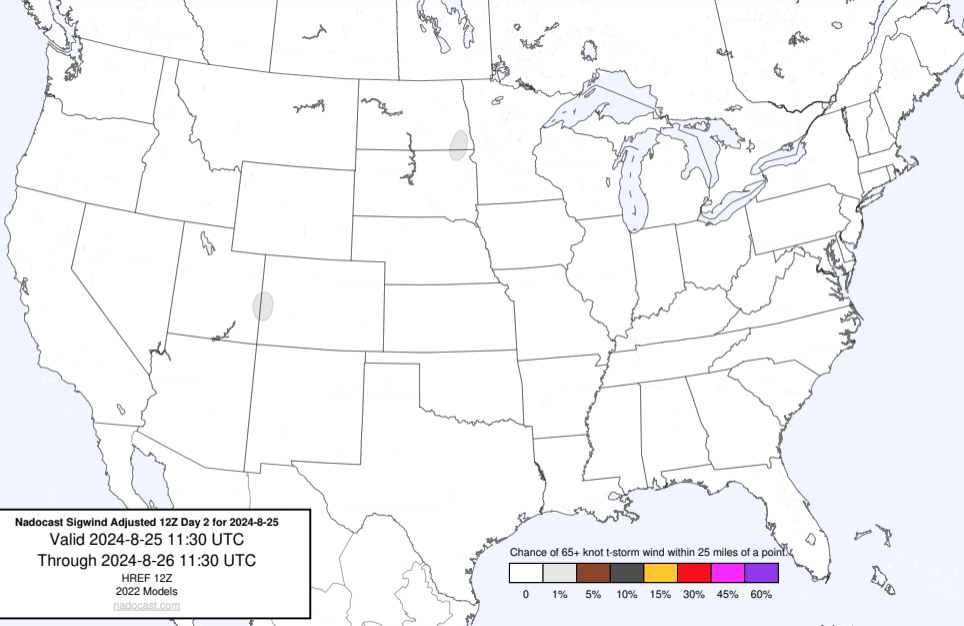 Nadocast Sigwind Adjusted 12Z Day 2 for 2024-8-25
Valid 2024-8-25 11:30 UTC
Through 2024-8-26 11:30 UTC
HREF 12Z
2022 Models
nadocast.com
Chance of 65+ knot t-storm wind within 25 miles of a point.
0 1% 5% 10% 15% 30% 45% 60%